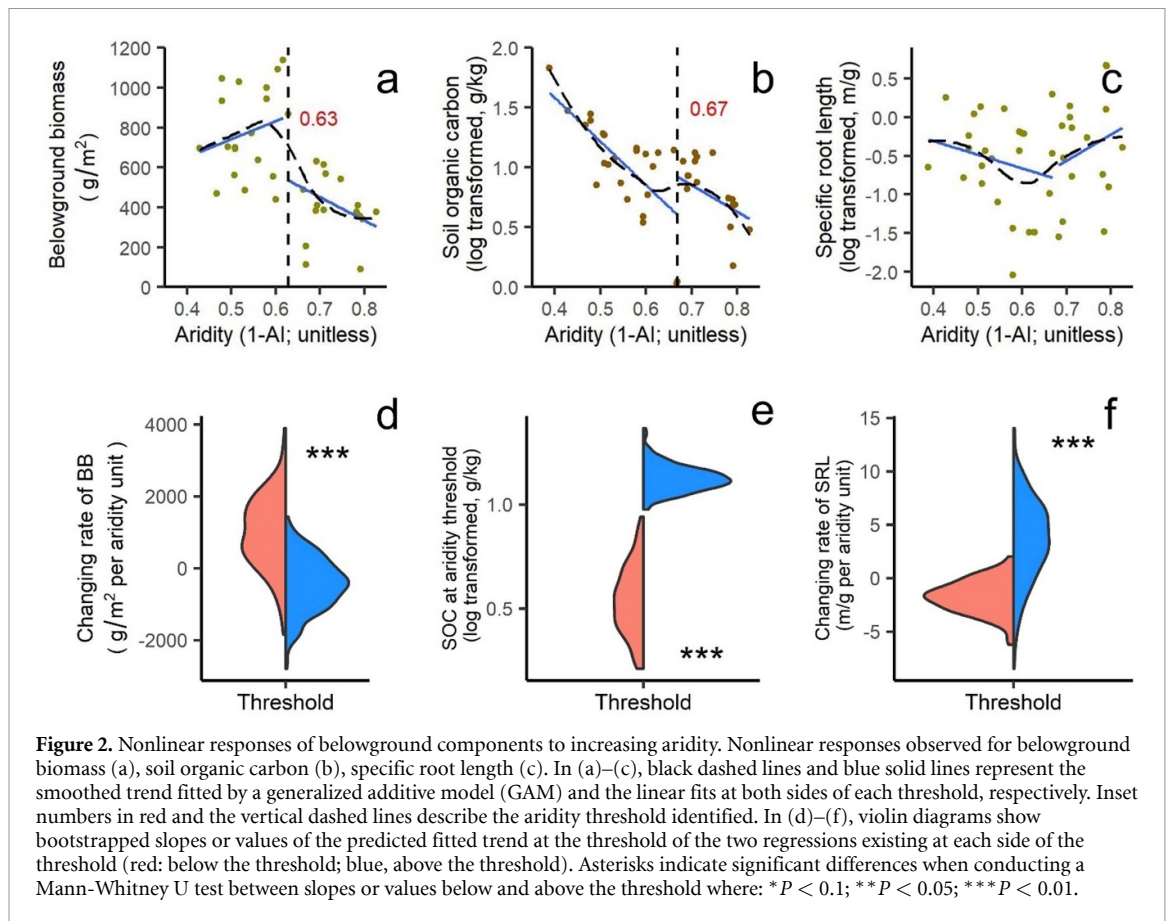 a
b
c
1200
1000
800
600
400
200
0
Belowground biomass
( g/m²)
0.63
0.4 0.5 0.6 0.7 0.8
Aridity (1-AI; unitless)
2.0
1.5
1.0
0.5
0.0
Soil organic carbon
(log transformed, g/kg)
0.67
0.4 0.5 0.6 0.7 0.8
Aridity (1-AI; unitless)
0.5
0.0
-0.5
-1.0
-1.5
-2.0
Specific root length
(log transformed, m/g)
0.4 0.5 0.6 0.7 0.8
Aridity (1-AI; unitless)
d
e
f
4000
2000
0
-2000
Changing rate of BB
( g/m² per aridity unit )
***
Threshold
1.0
0.5
SOC at aridity threshold
(log transformed, g/kg)
***
Threshold
15
10
5
0
-5
Changing rate of SRL
(m/g per aridity unit)
***
Threshold
Figure 2. Nonlinear responses of belowground components to increasing aridity. Nonlinear responses observed for belowground
biomass (a), soil organic carbon (b), specific root length (c). In (a)–(c), black dashed lines and blue solid lines represent the
smoothed trend fitted by a generalized additive model (GAM) and the linear fits at both sides of each threshold, respectively. Inset
numbers in red and the vertical dashed lines describe the aridity threshold identified. In (d)–(f), violin diagrams show
bootstrapped slopes or values of the predicted fitted trend at the threshold of the two regressions existing at each side of the
threshold (red: below the threshold; blue, above the threshold). Asterisks indicate significant differences when conducting a
Mann-Whitney U test between slopes or values below and above the threshold where: *P < 0.1; **P < 0.05; ***P < 0.01.